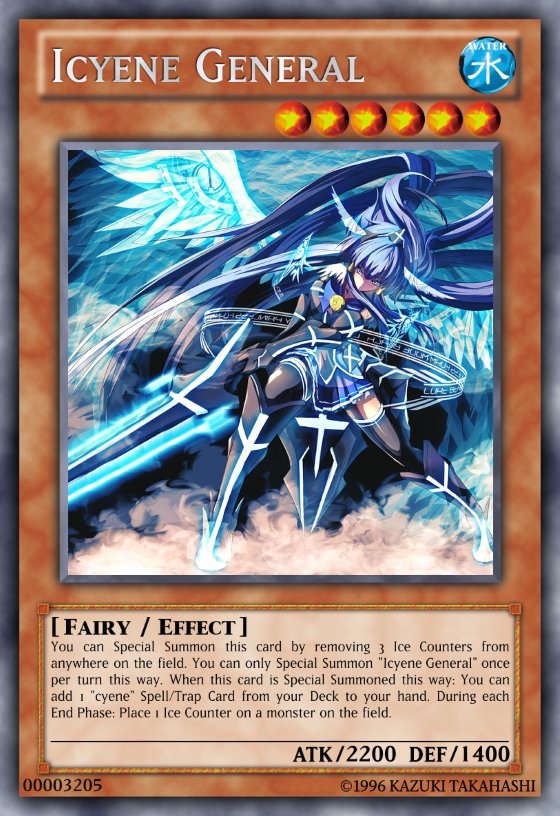 Icyene General
WATER
水
[ Fairy / Effect ]
You can Special Summon this card by removing 3 Ice Counters from
anywhere on the field. You can only Special Summon "Icyene General" once
per turn this way. When this card is Special Summoned this way: You can
add 1 "cyene" Spell/Trap Card from your Deck to your hand. During each
End Phase: Place 1 Ice Counter on a monster on the field.
ATK/2200 DEF/1400
00003205
©1996 KAZUKI TAKAHASHI